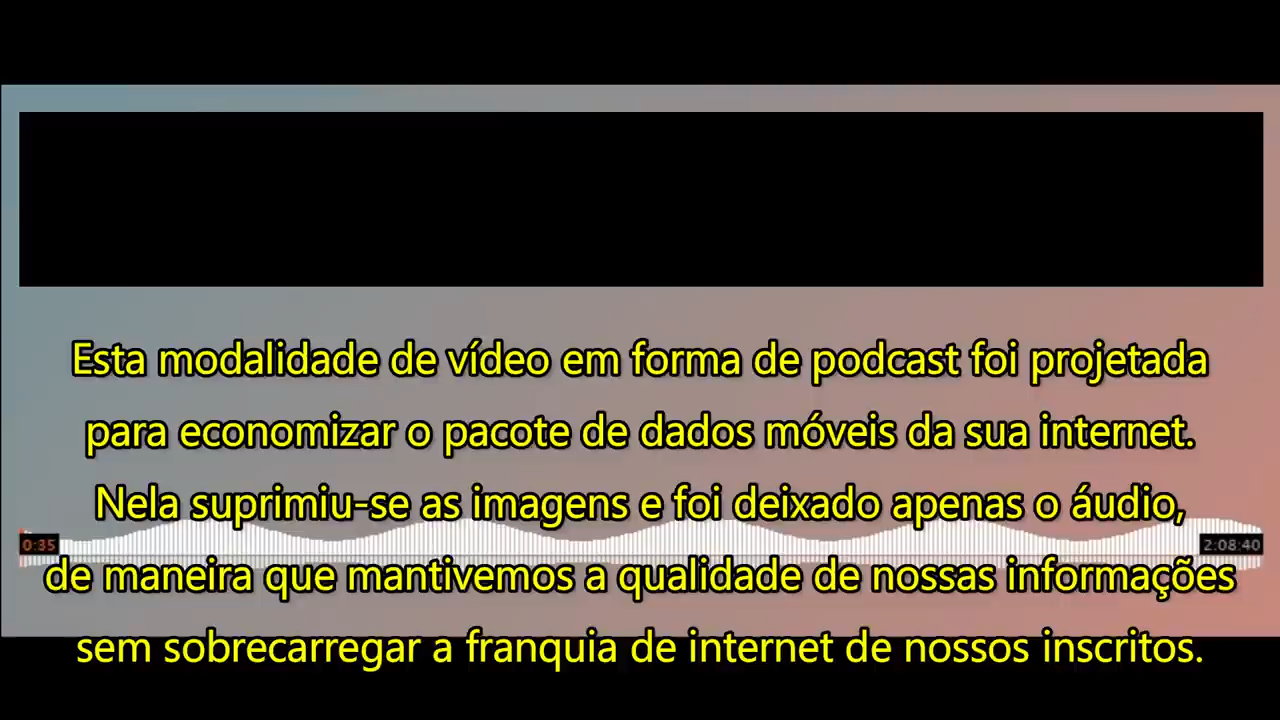 Esta modalidade de vídeo em forma de podcast foi projetada
para economizar o pacote de dados móveis da sua internet.
Nela suprimiu-se as imagens e foi deixado apenas o áudio,
0:35 2:08:40
de maneira que mantivemos a qualidade de nossas informações
sem sobrecarregar a franquia de internet de nossos inscritos.